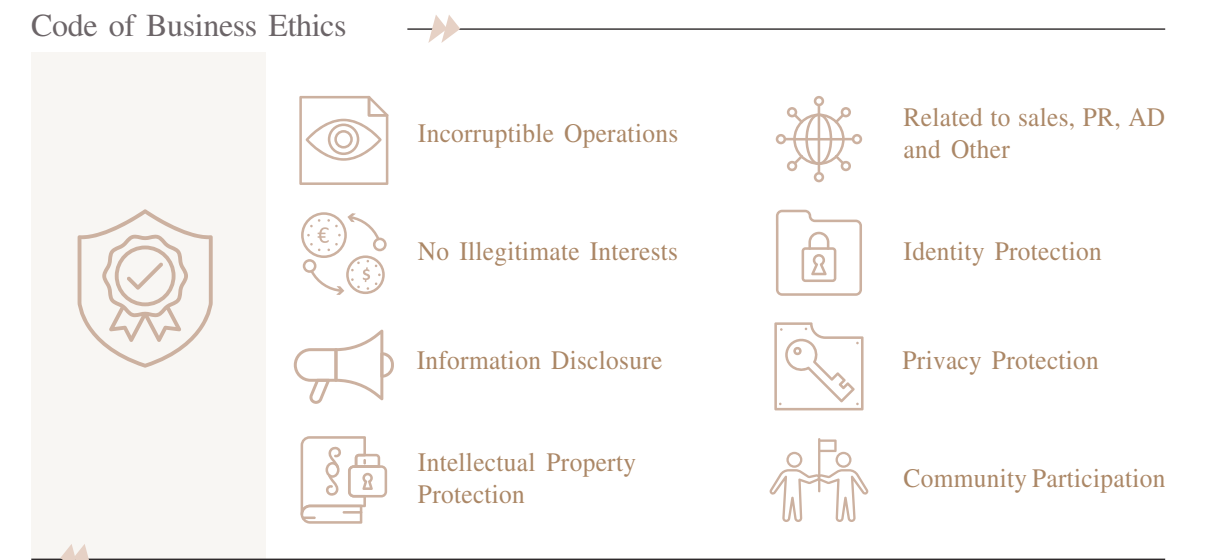 Code of Business Ethics
Incorruptible Operations
No Illegitimate Interests
Information Disclosure
Intellectual Property
Protection
Related to sales, PR, AD
and Other
Identity Protection
Privacy Protection
Community Participation